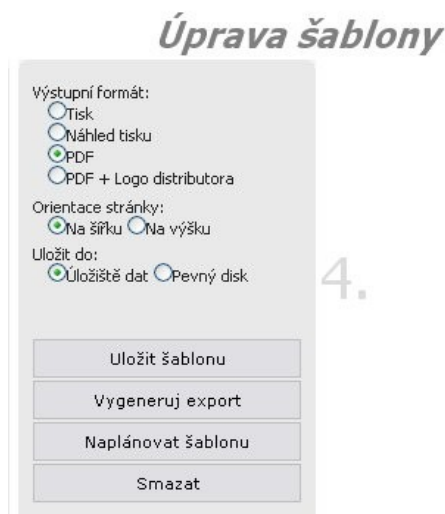 Úprava šablony
Výstupní formát:
Tisk
Náhled tisku
PDF
PDF + Logo distributora
Orientace stránky:
Na šířku Na výšku
Uložit do:
Úložiště dat Pevný disk
4.
Uložit šablonu
Vygeneruj export
Naplánovat šablonu
Smazat